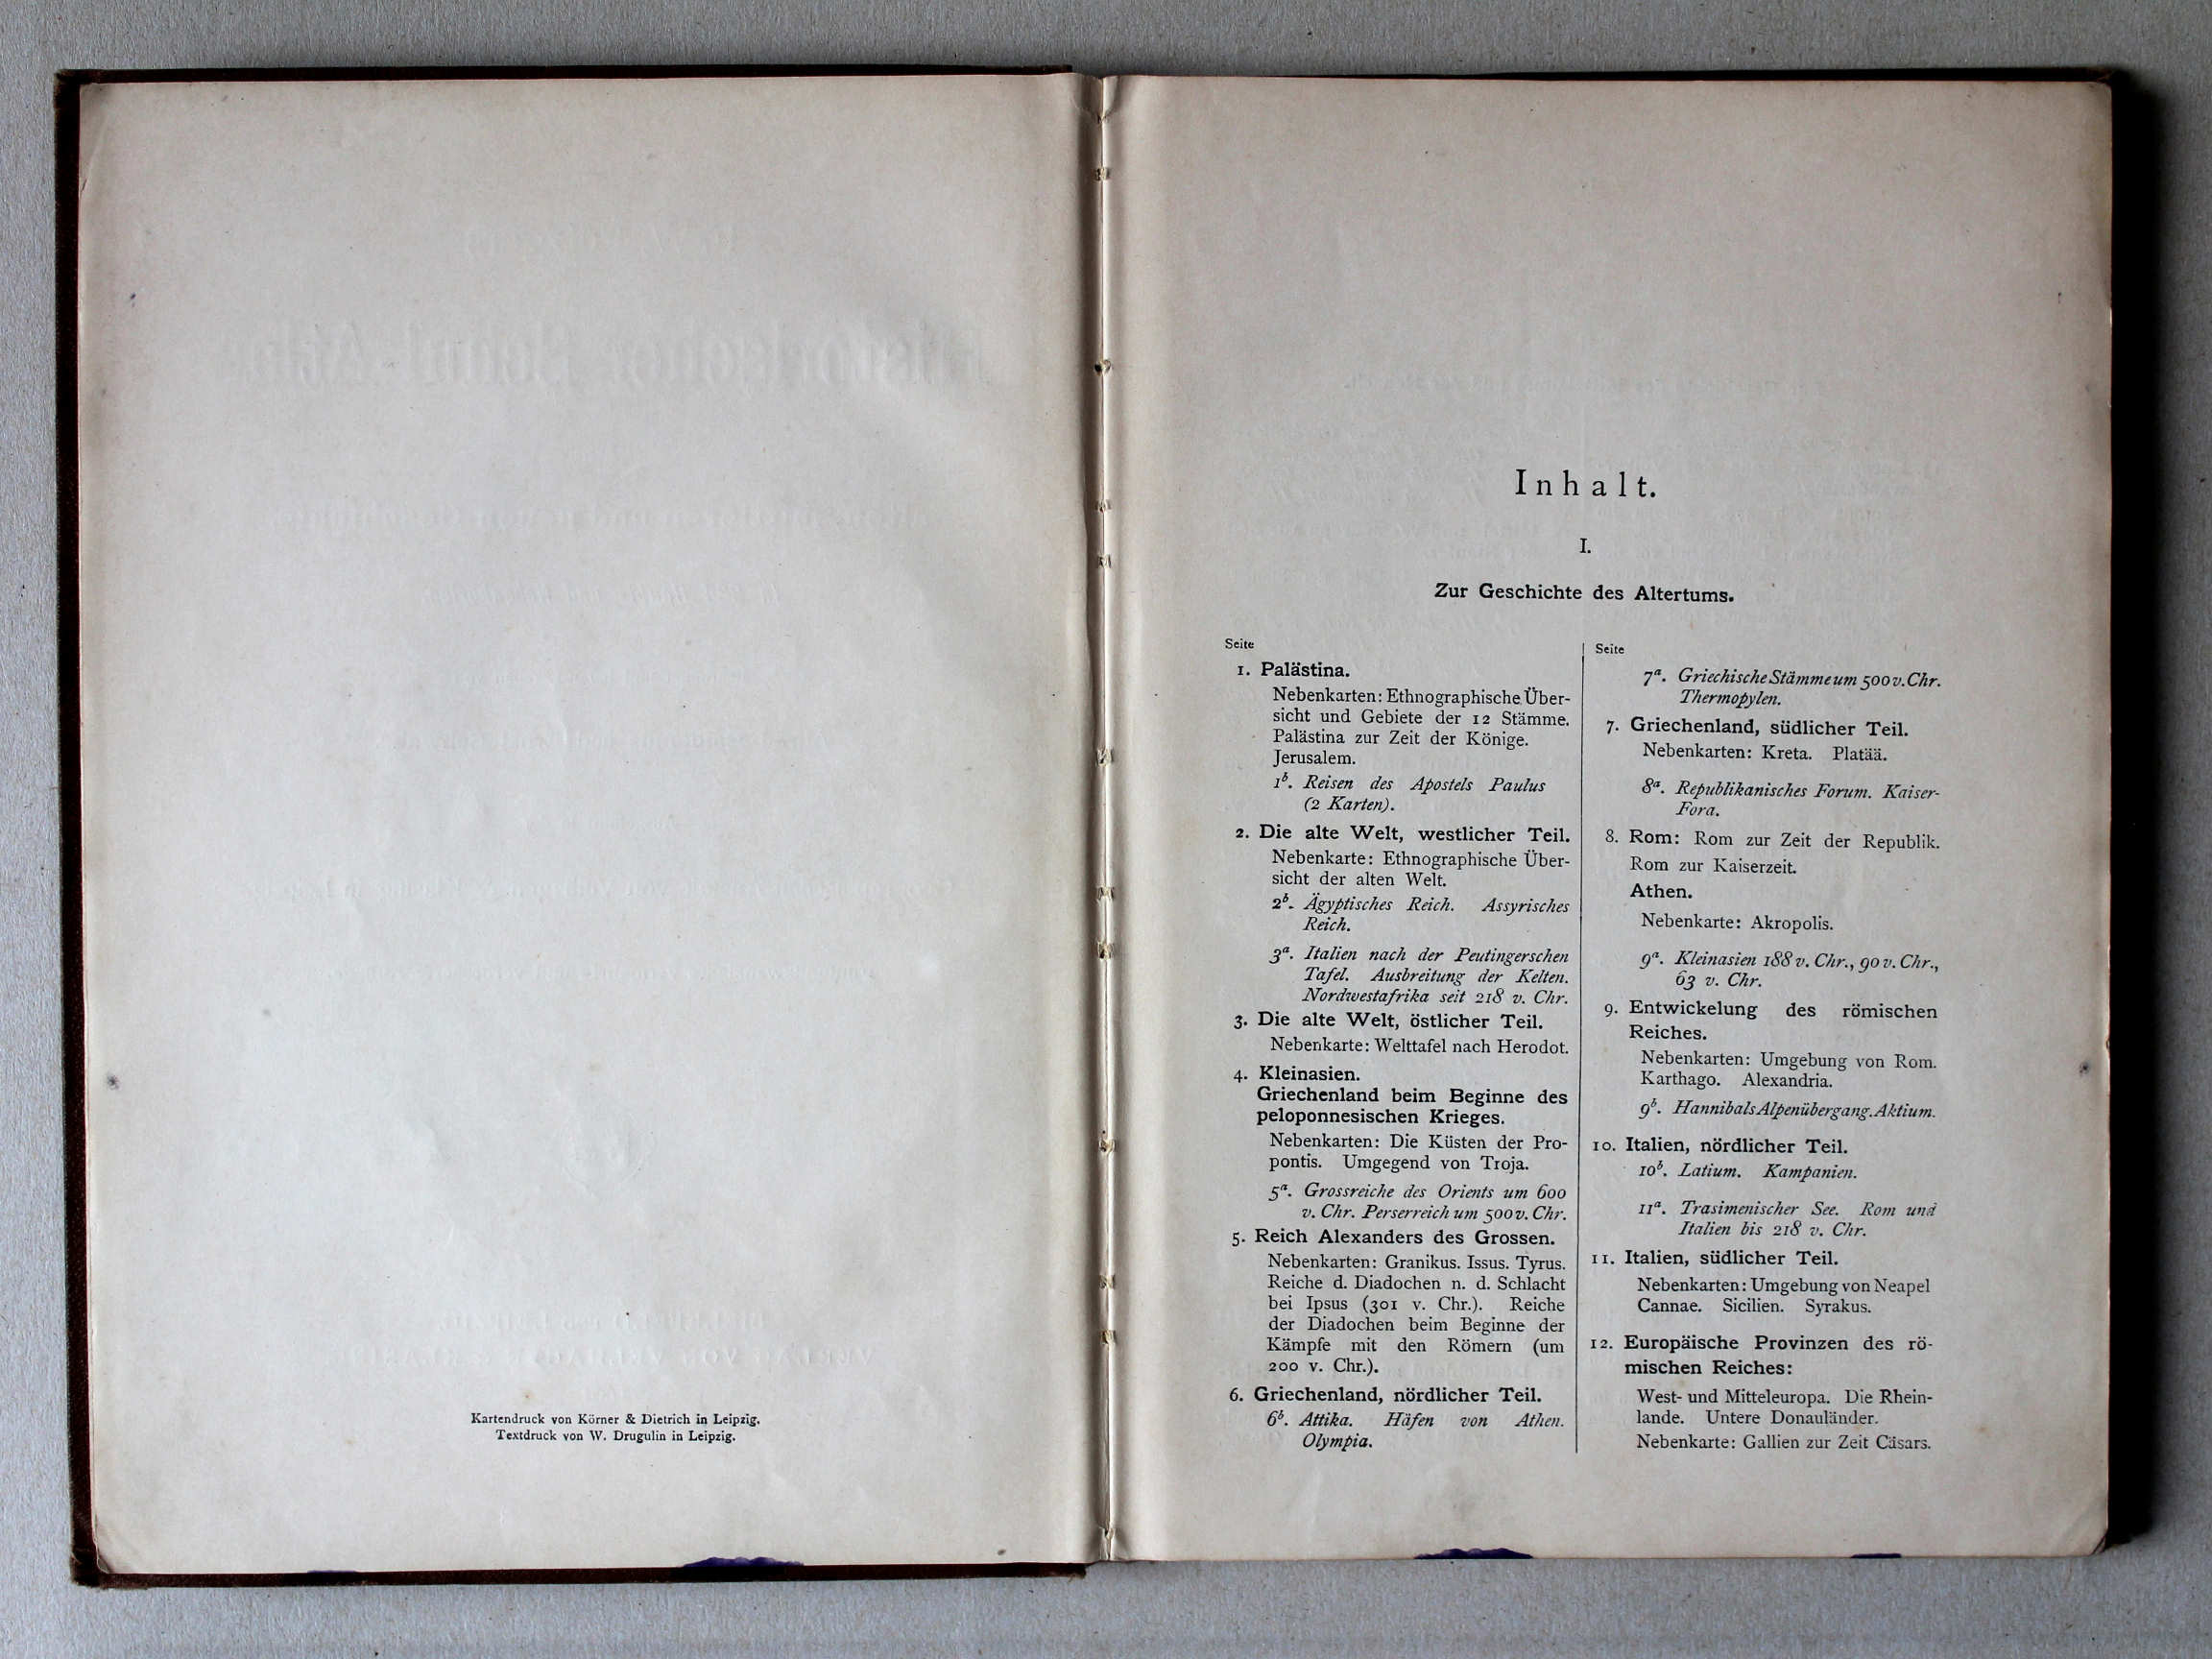 Kartendruck von Körner & Dietrich in Leipzig.
Textdruck von W. Drugulin in Leipzig.
Inhalt.
I.
Zur Geschichte des Altertums.
Seite
1. Palästina.
Nebenkarten: Ethnographische Über-
sicht und Gebiete der 12 Stämme.
Palästina zur Zeit der Könige.
Jerusalem.
1b. Reisen des Apostels Paulus
(2 Karten).
2. Die alte Welt, westlicher Teil.
Nebenkarte: Ethnographische Über-
sicht der alten Welt.
2b. Ägyptisches Reich. Assyrisches
Reich.
3a. Italien nach der Peutingerschen
Tafel. Ausbreitung der Kelten.
Nordwestafrika seit 218 v. Chr.
3. Die alte Welt, östlicher Teil.
Nebenkarte: Welttafel nach Herodot.
4. Kleinasien.
Griechenland beim Beginne des
peloponnesischen Krieges.
Nebenkarten: Die Küsten der Pro-
pontis. Umgegend von Troja.
5a. Grossreiche des Orients um 600
v. Chr. Perserreich um 500 v. Chr.
5. Reich Alexanders des Grossen.
Nebenkarten: Granikus. Issus. Tyrus.
Reiche d. Diadochen n. d. Schlacht
bei Ipsus (301 v. Chr.). Reiche
der Diadochen beim Beginne der
Kämpfe mit den Römern (um
200 v. Chr.).
6. Griechenland, nördlicher Teil.
6b. Attika. Häfen von Athen.
Olympia.
Seite
7a. Griechische Stämme um 500 v. Chr.
Thermopylen.
7. Griechenland, südlicher Teil.
Nebenkarten: Kreta. Platää.
8a. Republikanisches Forum. Kaiser-
Fora.
8. Rom: Rom zur Zeit der Republik.
Rom zur Kaiserzeit.
Athen.
Nebenkarte: Akropolis.
9a. Kleinasien 188 v. Chr., 90 v. Chr.,
63 v. Chr.
9. Entwickelung des römischen
Reiches.
Nebenkarten: Umgebung von Rom.
Karthago. Alexandria.
9b. Hannibals Alpenübergang. Aktium.
10. Italien, nördlicher Teil.
10b. Latium. Kampanien.
11a. Trasimenischer See. Rom und
Italien bis 218 v. Chr.
11. Italien, südlicher Teil.
Nebenkarten: Umgebung von Neapel
Cannae. Sicilien. Syrakus.
12. Europäische Provinzen des rö-
mischen Reiches:
West- und Mitteleuropa. Die Rhein-
lande. Untere Donauländer.
Nebenkarte: Gallien zur Zeit Cäsars.